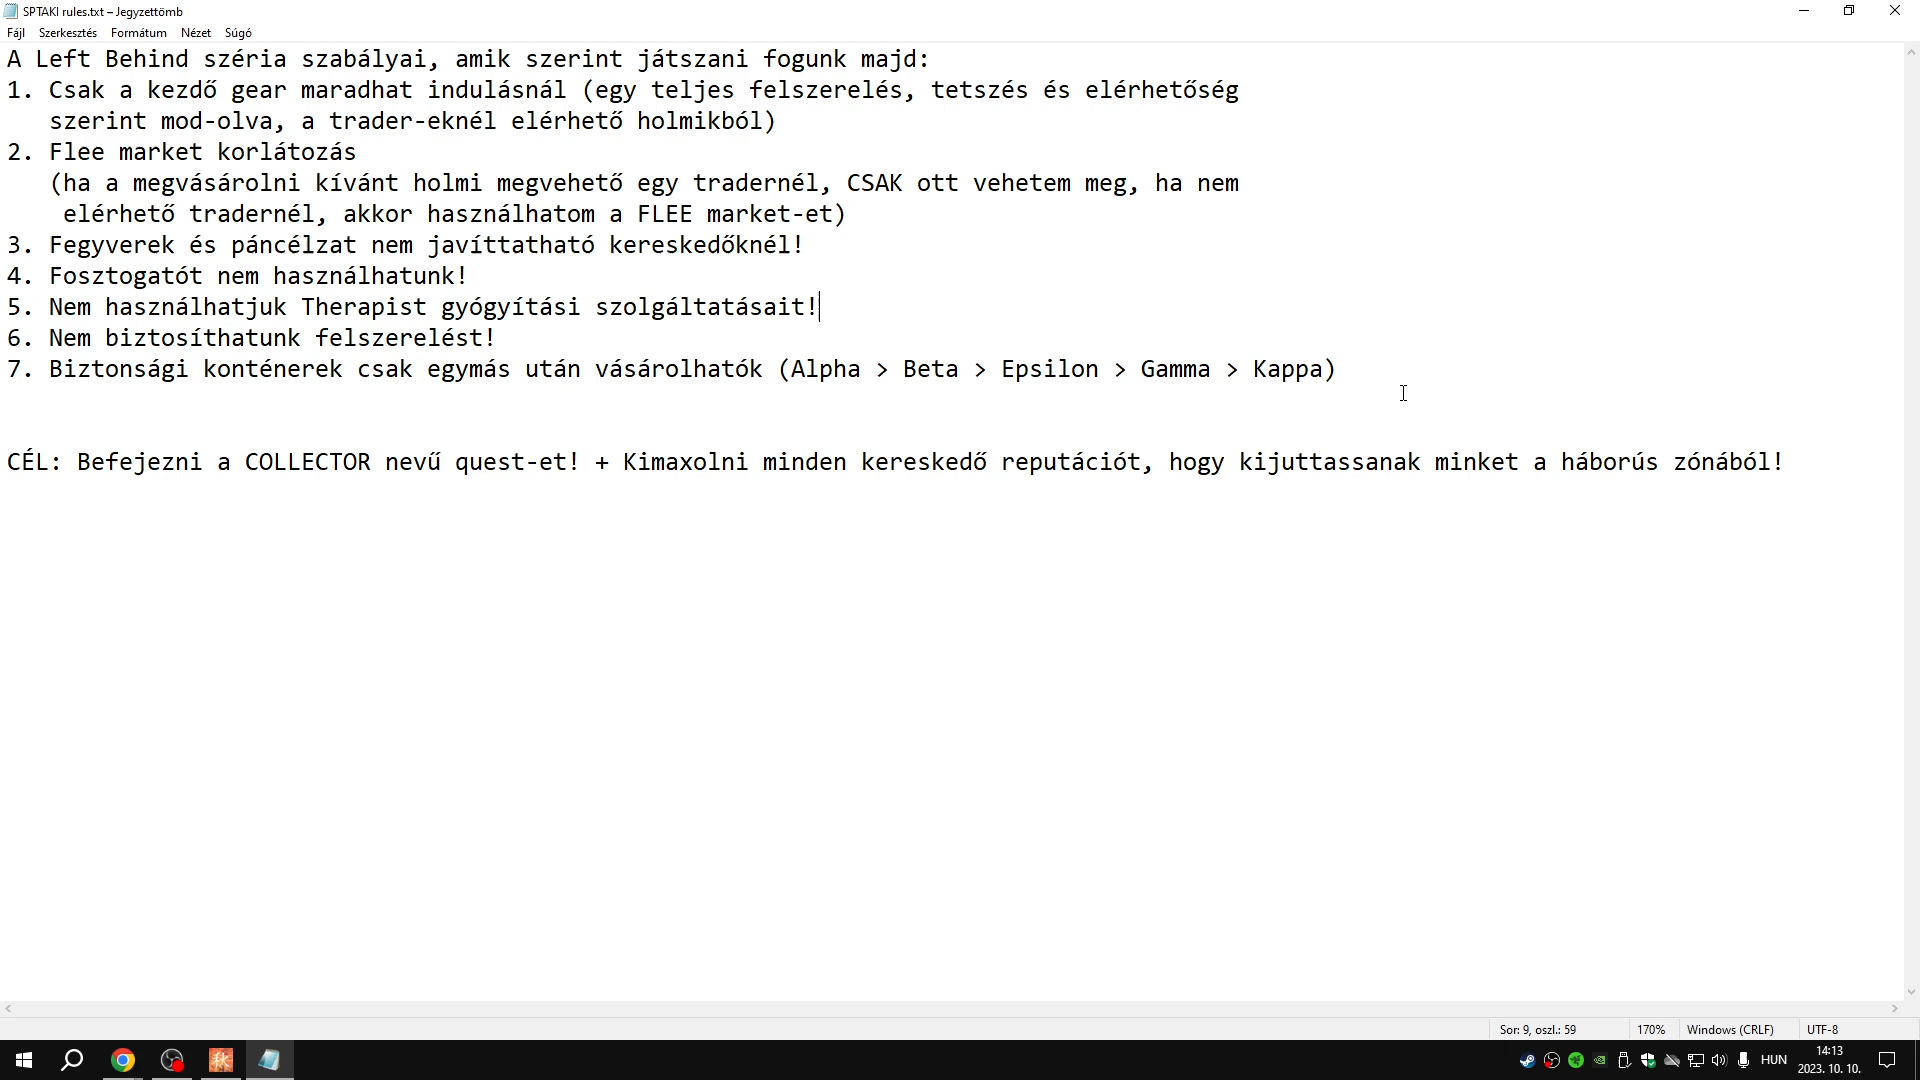 SPTAKI rules.txt – Jegyzettömb
Fájl Szerkesztés Formátum Nézet Súgó
A Left Behind széria szabályai, amik szerint játszani fogunk majd:
1. Csak a kezdő gear maradhat indulásnál (egy teljes felszerelés, tetszés és elérhetőség
szerint mod-olva, a trader-eknél elérhető holmikból)
2. Flee market korlátozás
(ha a megvásárolni kívánt holmi megvehető egy tradernél, CSAK ott vehetem meg, ha nem
elérhető tradernél, akkor használhatom a FLEE market-et)
3. Fegyverek és páncélzat nem javíttatható kereskedőknél!
4. Fosztogatót nem használhatunk!
5. Nem használhatjuk Therapist gyógyítási szolgáltatásait!
6. Nem biztosíthatunk felszerelést!
7. Biztonsági konténerek csak egymás után vásárolhatók (Alpha > Beta > Epsilon > Gamma > Kappa)
CÉL: Befejezni a COLLECTOR nevű quest-et! + Kimaxolni minden kereskedő reputációt, hogy kijuttassanak minket a háborús zónából!
Sor: 9, oszl.: 59 170% Windows (CRLF) UTF-8
HUN 14:13
2023. 10. 10.